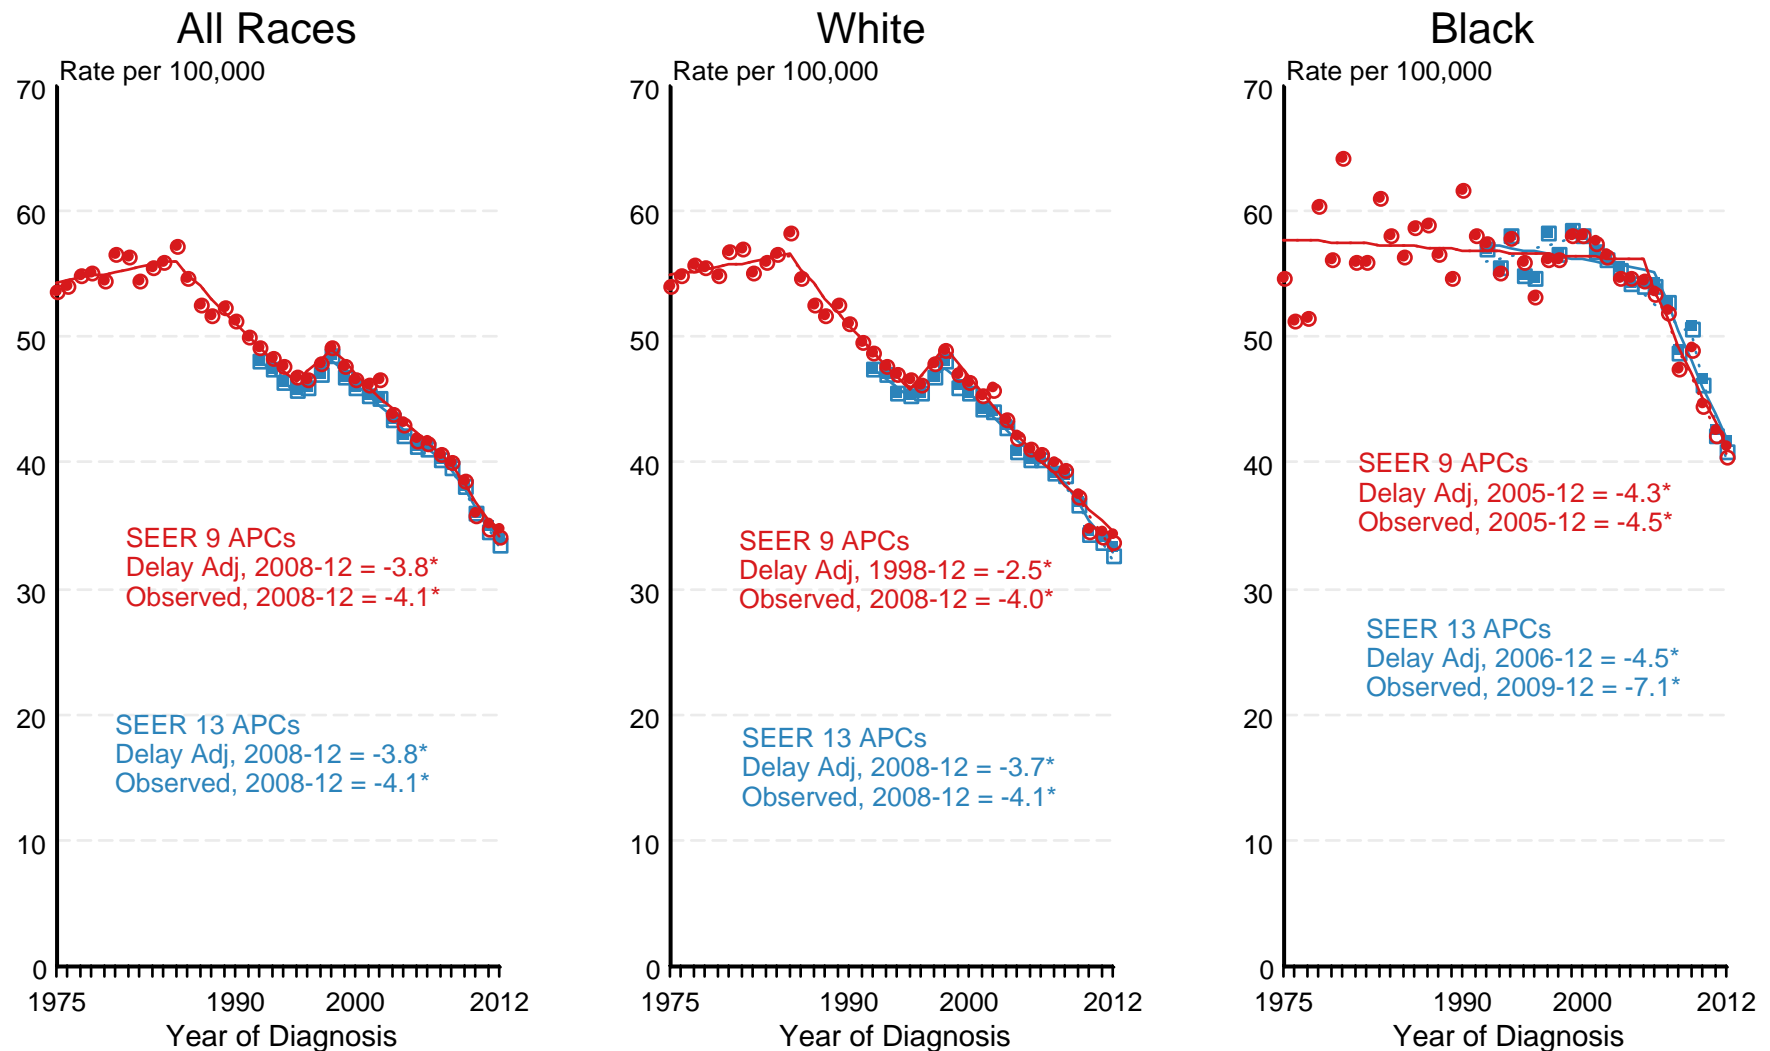 All Races
Rate per 100,000
70
60
50
40
30
20
10
0
SEER 9 APCs
Delay Adj, 2008-12 = -3.8*
Observed, 2008-12 = -4.1*
SEER 13 APCs
Delay Adj, 2008-12 = -3.8*
Observed, 2008-12 = -4.1*
1975 1990 2000 2012
Year of Diagnosis
White
Rate per 100,000
70
60
50
40
30
20
10
0
SEER 9 APCs
Delay Adj, 1998-12 = -2.5*
Observed, 2008-12 = -4.0*
SEER 13 APCs
Delay Adj, 2008-12 = -3.7*
Observed, 2008-12 = -4.1*
1975 1990 2000 2012
Year of Diagnosis
Black
Rate per 100,000
70
60
50
40
30
20
10
0
SEER 9 APCs
Delay Adj, 2005-12 = -4.3*
Observed, 2005-12 = -4.5*
SEER 13 APCs
Delay Adj, 2006-12 = -4.5*
Observed, 2009-12 = -7.1*
1975 1990 2000 2012
Year of Diagnosis